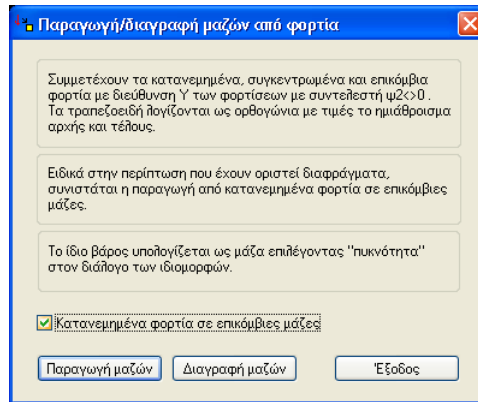 Παραγωγή/διαγραφή μαζών από φορτία
Συμμετέχουν τα κατανεμημένα, συγκεντρωμένα και επικόμβια
φορτία με διεύθυνση Υ των φορτίσεων με συντελεστή ψ2<>0 .
Τα τραπεζοειδή λογίζονται ως ορθογώνια με τιμές το ημιάθροισμα
αρχής και τέλους.
Ειδικά στην περίπτωση που έχουν οριστεί διαφράγματα,
συνιστάται η παραγωγή από κατανεμημένα φορτία σε επικόμβιες
μάζες.
Το ίδιο βάρος υπολογίζεται ως μάζα επιλέγοντας "πυκνότητα"
στον διάλογο των ιδιομορφών.
Κατανεμημένα φορτία σε επικόμβιες μάζες
Παραγωγή μαζών Διαγραφή μαζών Έξοδος